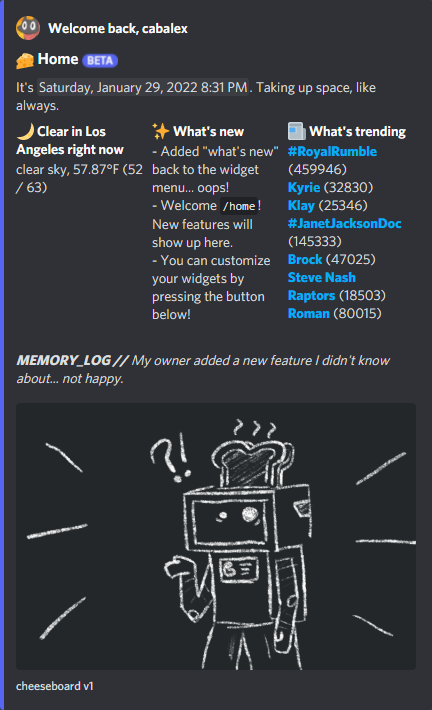 Welcome back, cabalex
Home BETA
It's Saturday, January 29, 2022 8:31 PM. Taking up space, like
always.
Clear in Los
Angeles right now
clear sky, 57.87°F (52
/ 63)
What's new
- Added "what's new"
back to the widget
menu... oops!
- Welcome /home!
New features will
show up here.
- You can customize
your widgets by
pressing the button
below!
What's trending
#RoyalRumble
(459946)
Kyrie (32830)
Klay (25346)
#JanetJacksonDoc
(145333)
Brock (47025)
Steve Nash
Raptors (18503)
Roman (80015)
MEMORY_LOG // My owner added a new feature I didn't know
about... not happy.
?!
cheeseboard v1